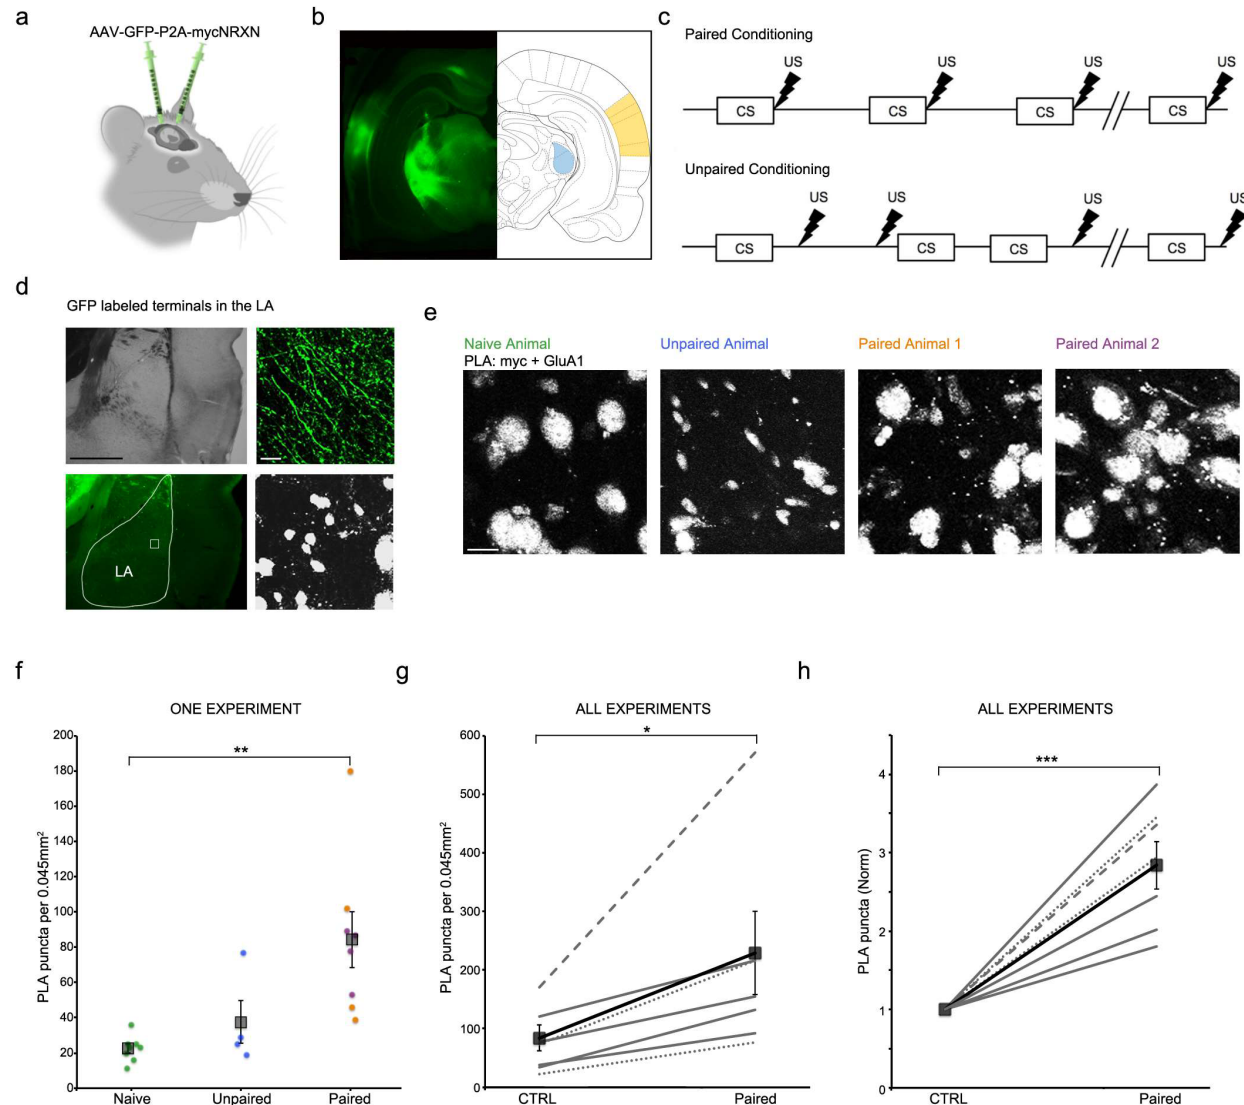 a
AAV-GFP-P2A-mycNRXN
b
c
Paired Conditioning
US US US US
CS CS CS CS
Unpaired Conditioning
US US US US
CS CS CS CS
d
GFP labeled terminals in the LA
LA
e
Naive Animal Unpaired Animal Paired Animal 1 Paired Animal 2
PLA: myc + GluA1
f
ONE EXPERIMENT
PLA puncta per 0.045mm²
200
180
160
140
120
100
80
60
40
20
0
**
Naive Unpaired Paired
g
ALL EXPERIMENTS
PLA puncta per 0.045mm²
600
500
400
300
200
100
0
*
CTRL Paired
h
ALL EXPERIMENTS
PLA puncta (Norm)
4
3
2
1
0
***
CTRL Paired